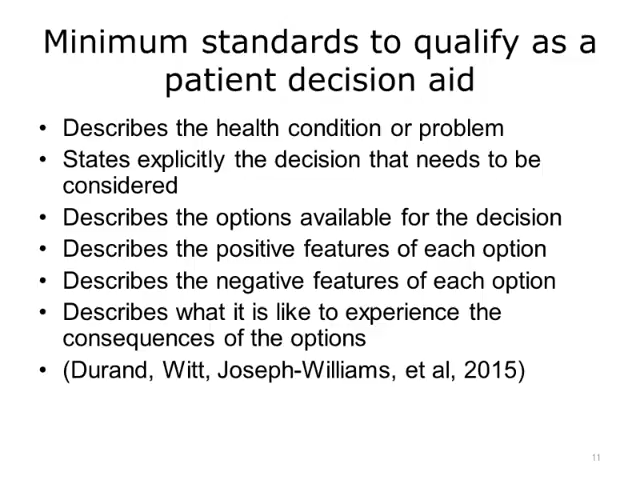 Minimum standards to qualify as a
patient decision aid
• Describes the health condition or problem
• States explicitly the decision that needs to be
considered
• Describes the options available for the decision
• Describes the positive features of each option
• Describes the negative features of each option
• Describes what it is like to experience the
consequences of the options
• (Durand, Witt, Joseph-Williams, et al, 2015)
11